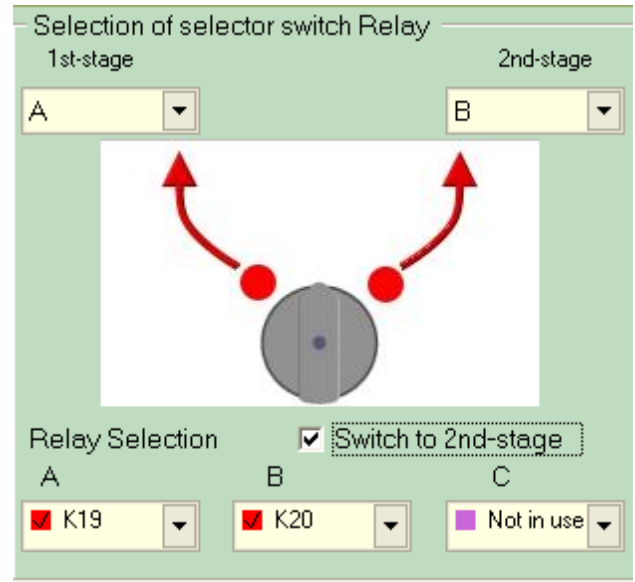 Selection of selector switch Relay
1st-stage 2nd-stage
A B
Relay Selection Switch to 2nd-stage
A B C
K19 K20 Not in use